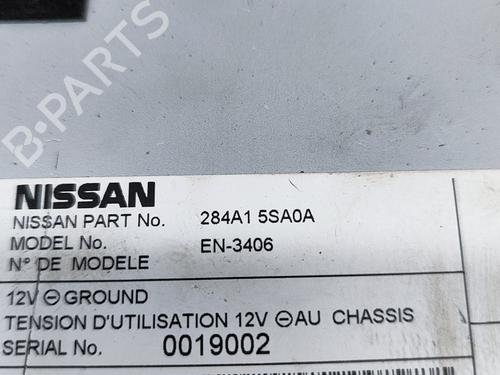 B-PARTS
NISSAN
NISSAN PART No. 284A1 5SA0A
MODEL No. EN-3406
N° DE MODELE
12V ⊖ GROUND
TENSION D'UTILISATION 12V ⊖ AU CHASSIS
SERIAL No. 0019002